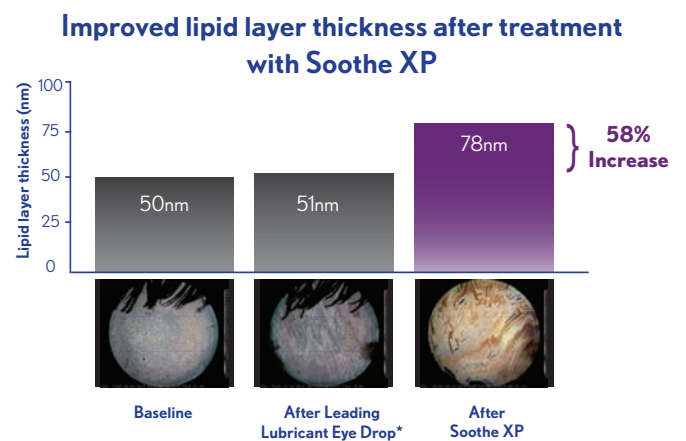 Improved lipid layer thickness after treatment
with Soothe XP
Lipid layer thickness (nm)
100
75
50
25
0
50nm
51nm
78nm
58%
Increase
Baseline
After Leading
Lubricant Eye Drop*
After
Soothe XP